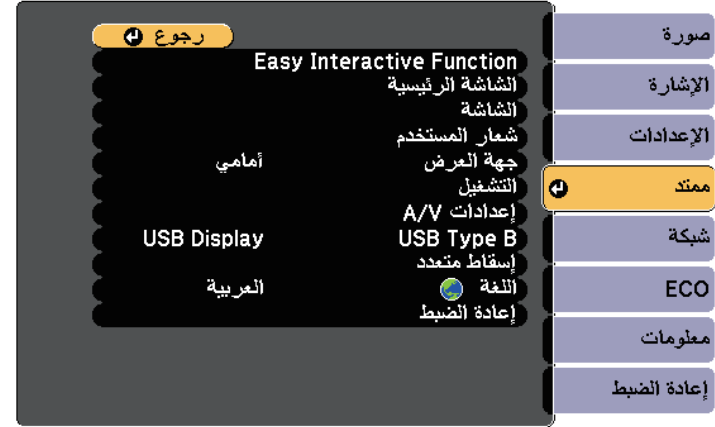 رجوع
Easy Interactive Function
الشاشة الرئيسية
الشاشة
شعار المستخدم
جهة العرض أمامي
التشغيل
إعدادات A/V
USB Type B USB Display
إسقاط متعدد
اللغة العربية
إعادة الضبط
صورة
الإشارة
الإعدادات
ممتد
شبكة
ECO
معلومات
إعادة الضبط